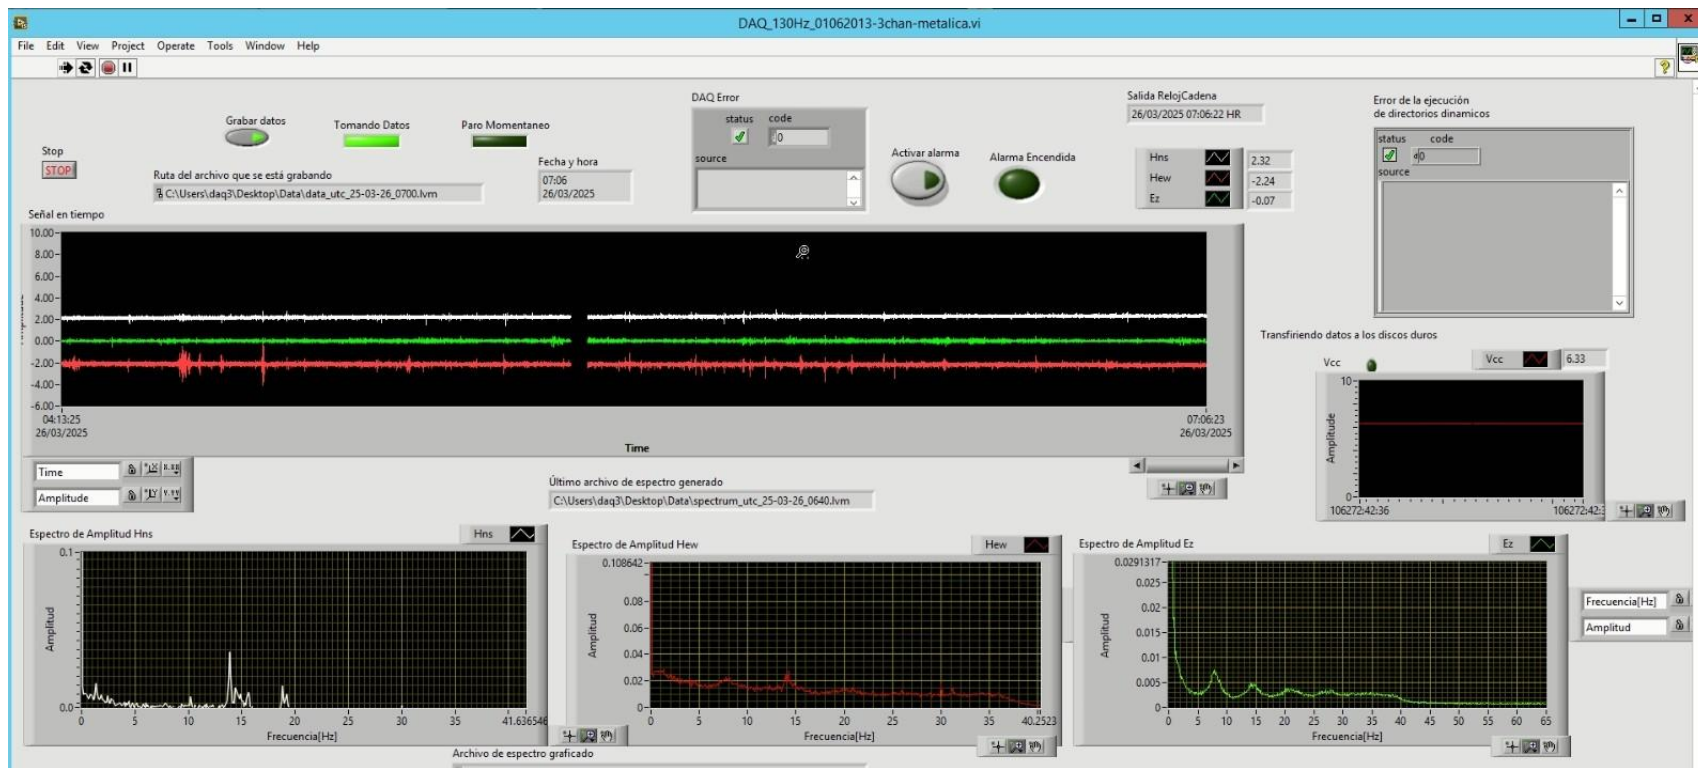 DAQ_130Hz_01062013-3chan-metalica.vi
File Edit View Project Operate Tools Window Help
Grabar datos
Tomando Datos
Paro Momentaneo
Stop
STOP
Ruta del archivo que se está grabando
C:\Users\daq3\Desktop\Data\data_utc_25-03-26_0700.lvm
Fecha y hora
07:06
26/03/2025
DAQ Error
status code
0
source
Activar alarma
Alarma Encendida
Salida RelojCadena
26/03/2025 07:06:22 HR
Hns 2.32
Hew -2.24
Ez -0.07
Error de la ejecución
de directorios dinamicos
status code
d0
source
Señal en tiempo
10.00
8.00
6.00
4.00
2.00
0.00
-2.00
-4.00
-6.00
04:13:25
26/03/2025
07:06:23
26/03/2025
Time
Time
Amplitude
Transfiriendo datos a los discos duros
Vcc
Vcc 6.33
10
Amplitude
0
106272:42:36
Último archivo de espectro generado
C:\Users\daq3\Desktop\Data\spectrum_utc_25-03-26_0640.lvm
Espectro de Amplitud Hns
Hns
0.1
Amplitud
0.0
0 5 10 15 20 25 30 35 41.636546
Frecuencia[Hz]
Espectro de Amplitud Hew
Hew
0.108642
0.08
0.06
0.04
0.02
0
Amplitud
0 5 10 15 20 25 30 35 40.2523
Frecuencia[Hz]
Espectro de Amplitud Ez
Ez
0.0291317
0.025
0.02
0.015
0.01
0.005
0
Amplitud
0 5 10 15 20 25 30 35 40 45 50 55 60 65
Frecuencia[Hz]
Frecuencia[Hz]
Amplitud
Archivo de espectro graficado